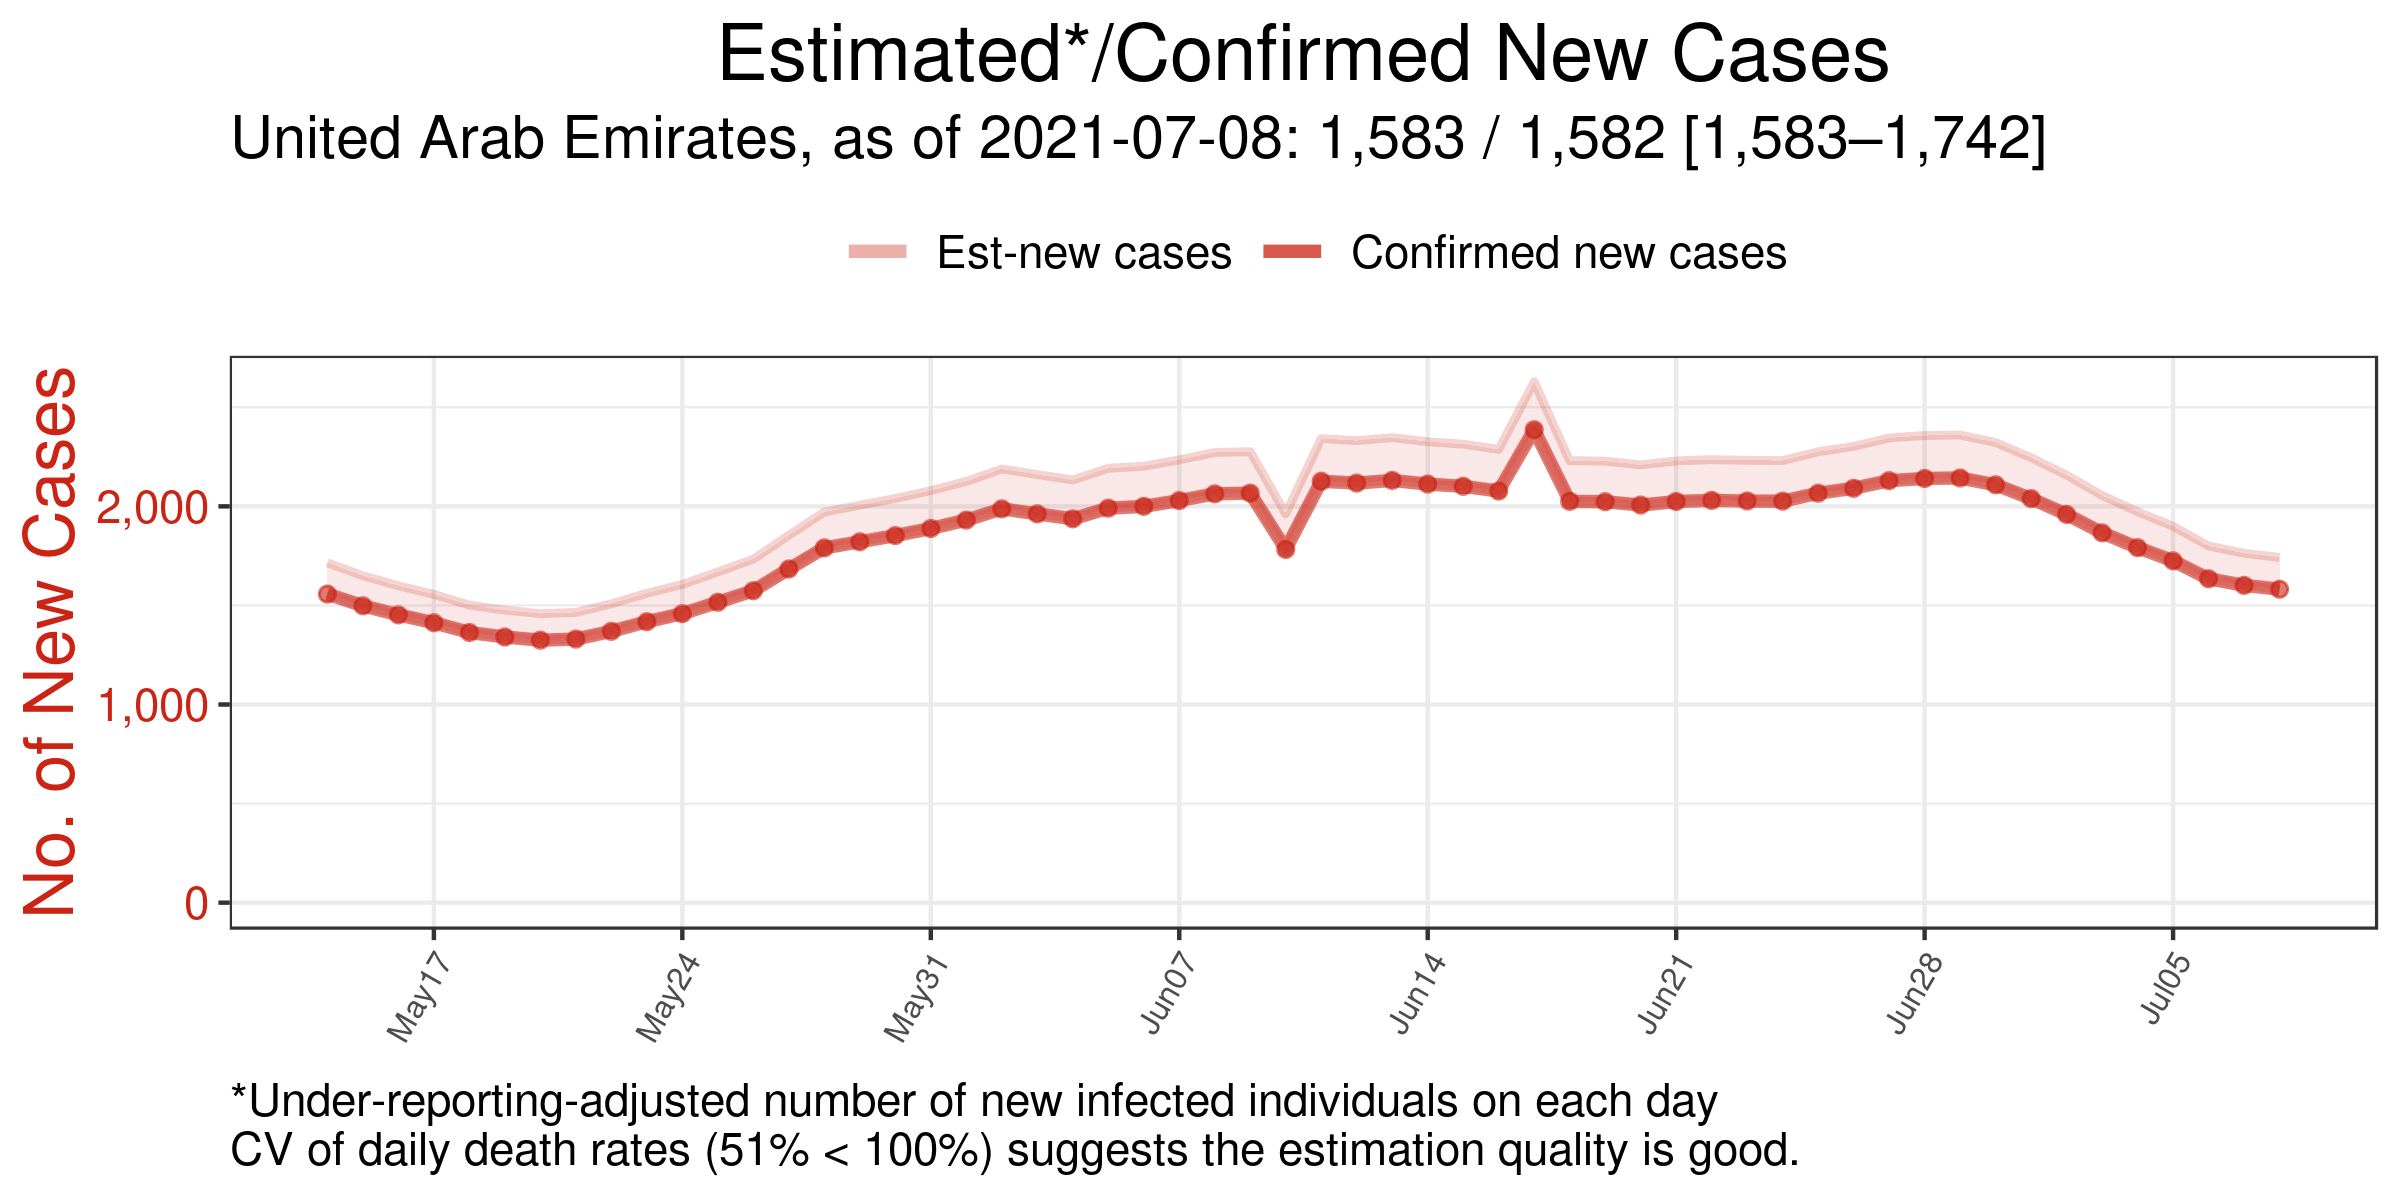 Estimated*/Confirmed New Cases
United Arab Emirates, as of 2021-07-08: 1,583 / 1,582 [1,583–1,742]
Est-new cases
Confirmed new cases
No. of New Cases
2,000
1,000
0
May17
May24
May31
Jun07
Jun14
Jun21
Jun28
Jul05
*Under-reporting-adjusted number of new infected individuals on each day
CV of daily death rates (51% < 100%) suggests the estimation quality is good.